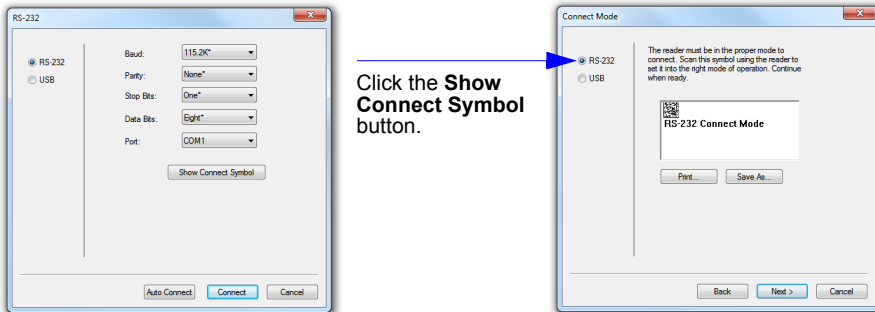 RS-232
RS-232
USB
Baud: 115.2K*
Parity: None*
Stop Bits: One*
Data Bits: Eight*
Port: COM1
Show Connect Symbol
Auto Connect Connect Cancel
Click the Show
Connect Symbol
button.
Connect Mode
RS-232
USB
The reader must be in the proper mode to
connect. Scan this symbol using the reader to
set it into the right mode of operation. Continue
when ready.
RS-232 Connect Mode
Print... Save As...
Back Next > Cancel